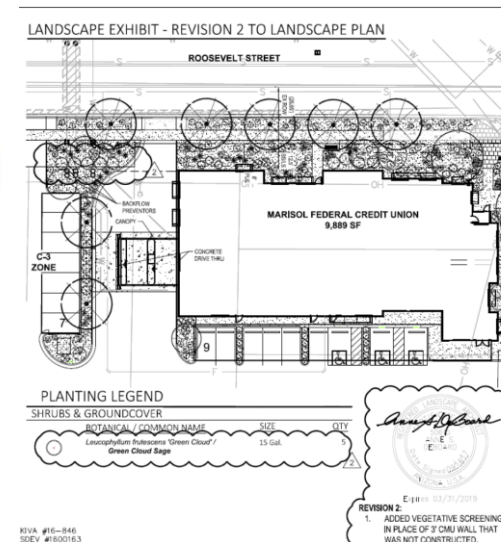 LANDSCAPE EXHIBIT - REVISION 2 TO LANDSCAPE PLAN
ROOSEVELT STREET
BACKFLOW
PREVENTORS
CANOPY
CONCRETE
DRIVE THRU
C-3
ZONE
7
MARISOL FEDERAL CREDIT UNION
9,889 SF
9
2
PLANTING LEGEND
SHRUBS & GROUNDCOVER
BOTANICAL / COMMON NAME SIZE QTY
Leucophyllum frutescens 'Green Cloud' / 15 Gal. 5
Green Cloud Sage
2
Expires 03/31/2019
REVISION 2:
1. ADDED VEGETATIVE SCREENING
IN PLACE OF 3' CMU WALL THAT
WAS NOT CONSTRUCTED.
KIVA #16-846
SDEV #1600163